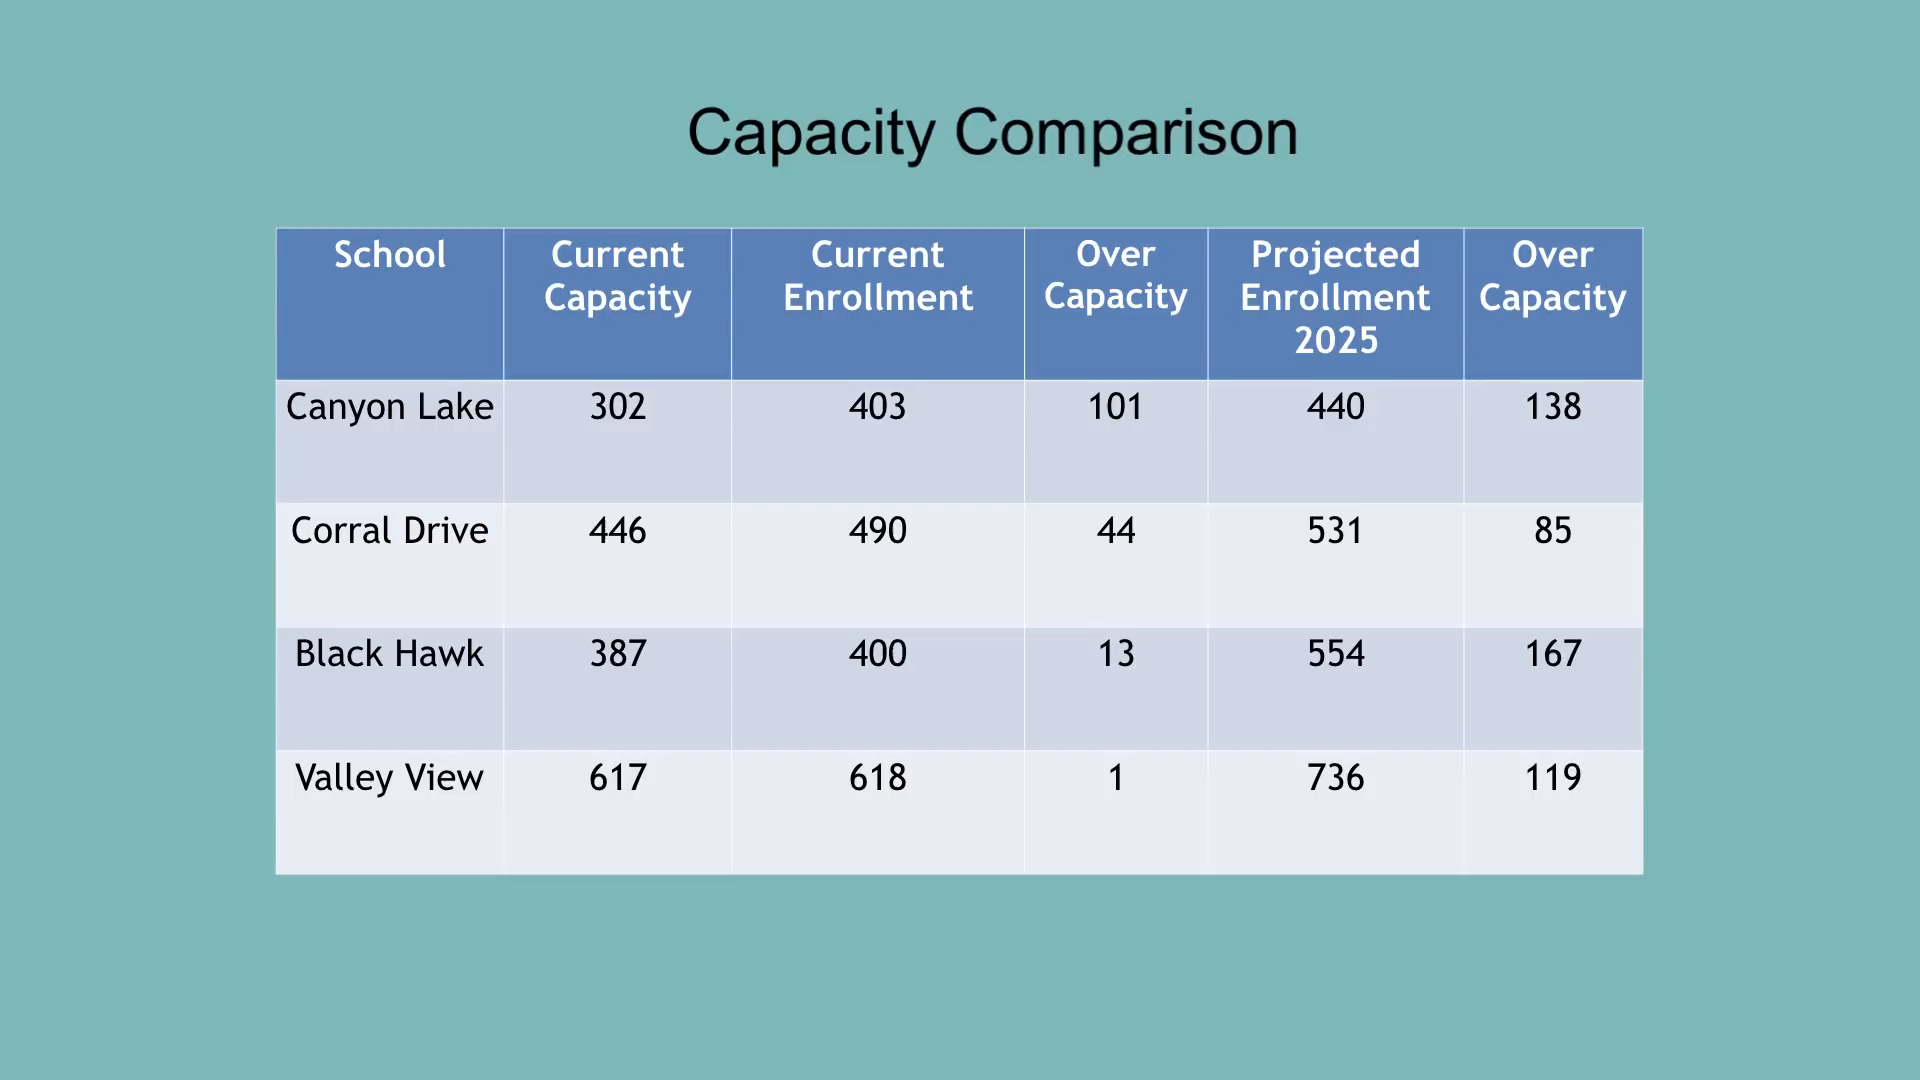 Capacity Comparison
School Current Capacity Current Enrollment Over Capacity Projected Enrollment 2025 Over Capacity
Canyon Lake 302 403 101 440 138
Corral Drive 446 490 44 531 85
Black Hawk 387 400 13 554 167
Valley View 617 618 1 736 119